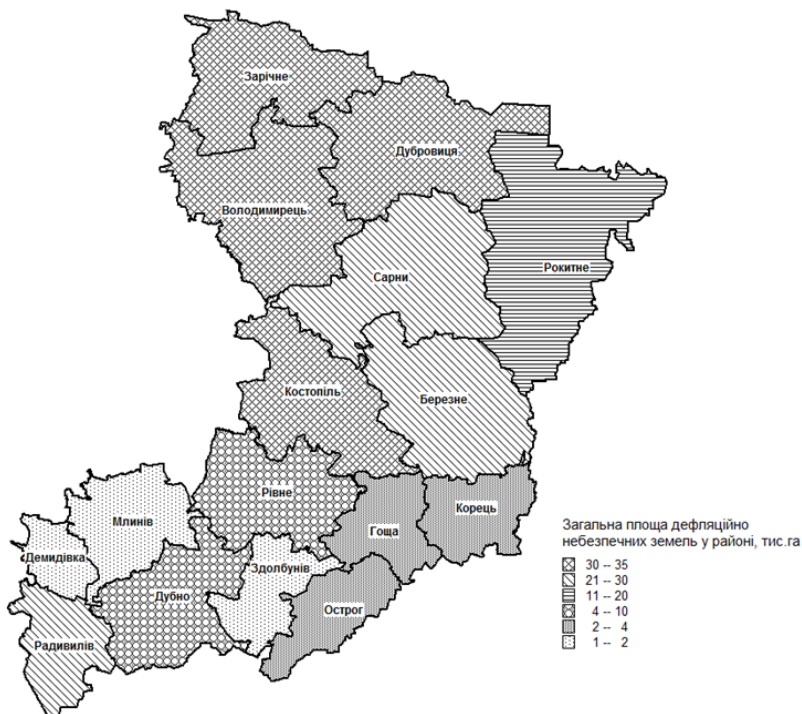 Зарічне
Дубровиця
Володимирець
Рокитне
Сарни
Костопіль
Березне
Рівне
Корець
Млинів
Гоща
Демидівка
Здолбунів
Дубно
Острог
Радивилів
Загальна площа дефляційно
небезпечних земель у районі, тис.га
30 -- 35
21 -- 30
11 -- 20
4 -- 10
2 -- 4
1 -- 2